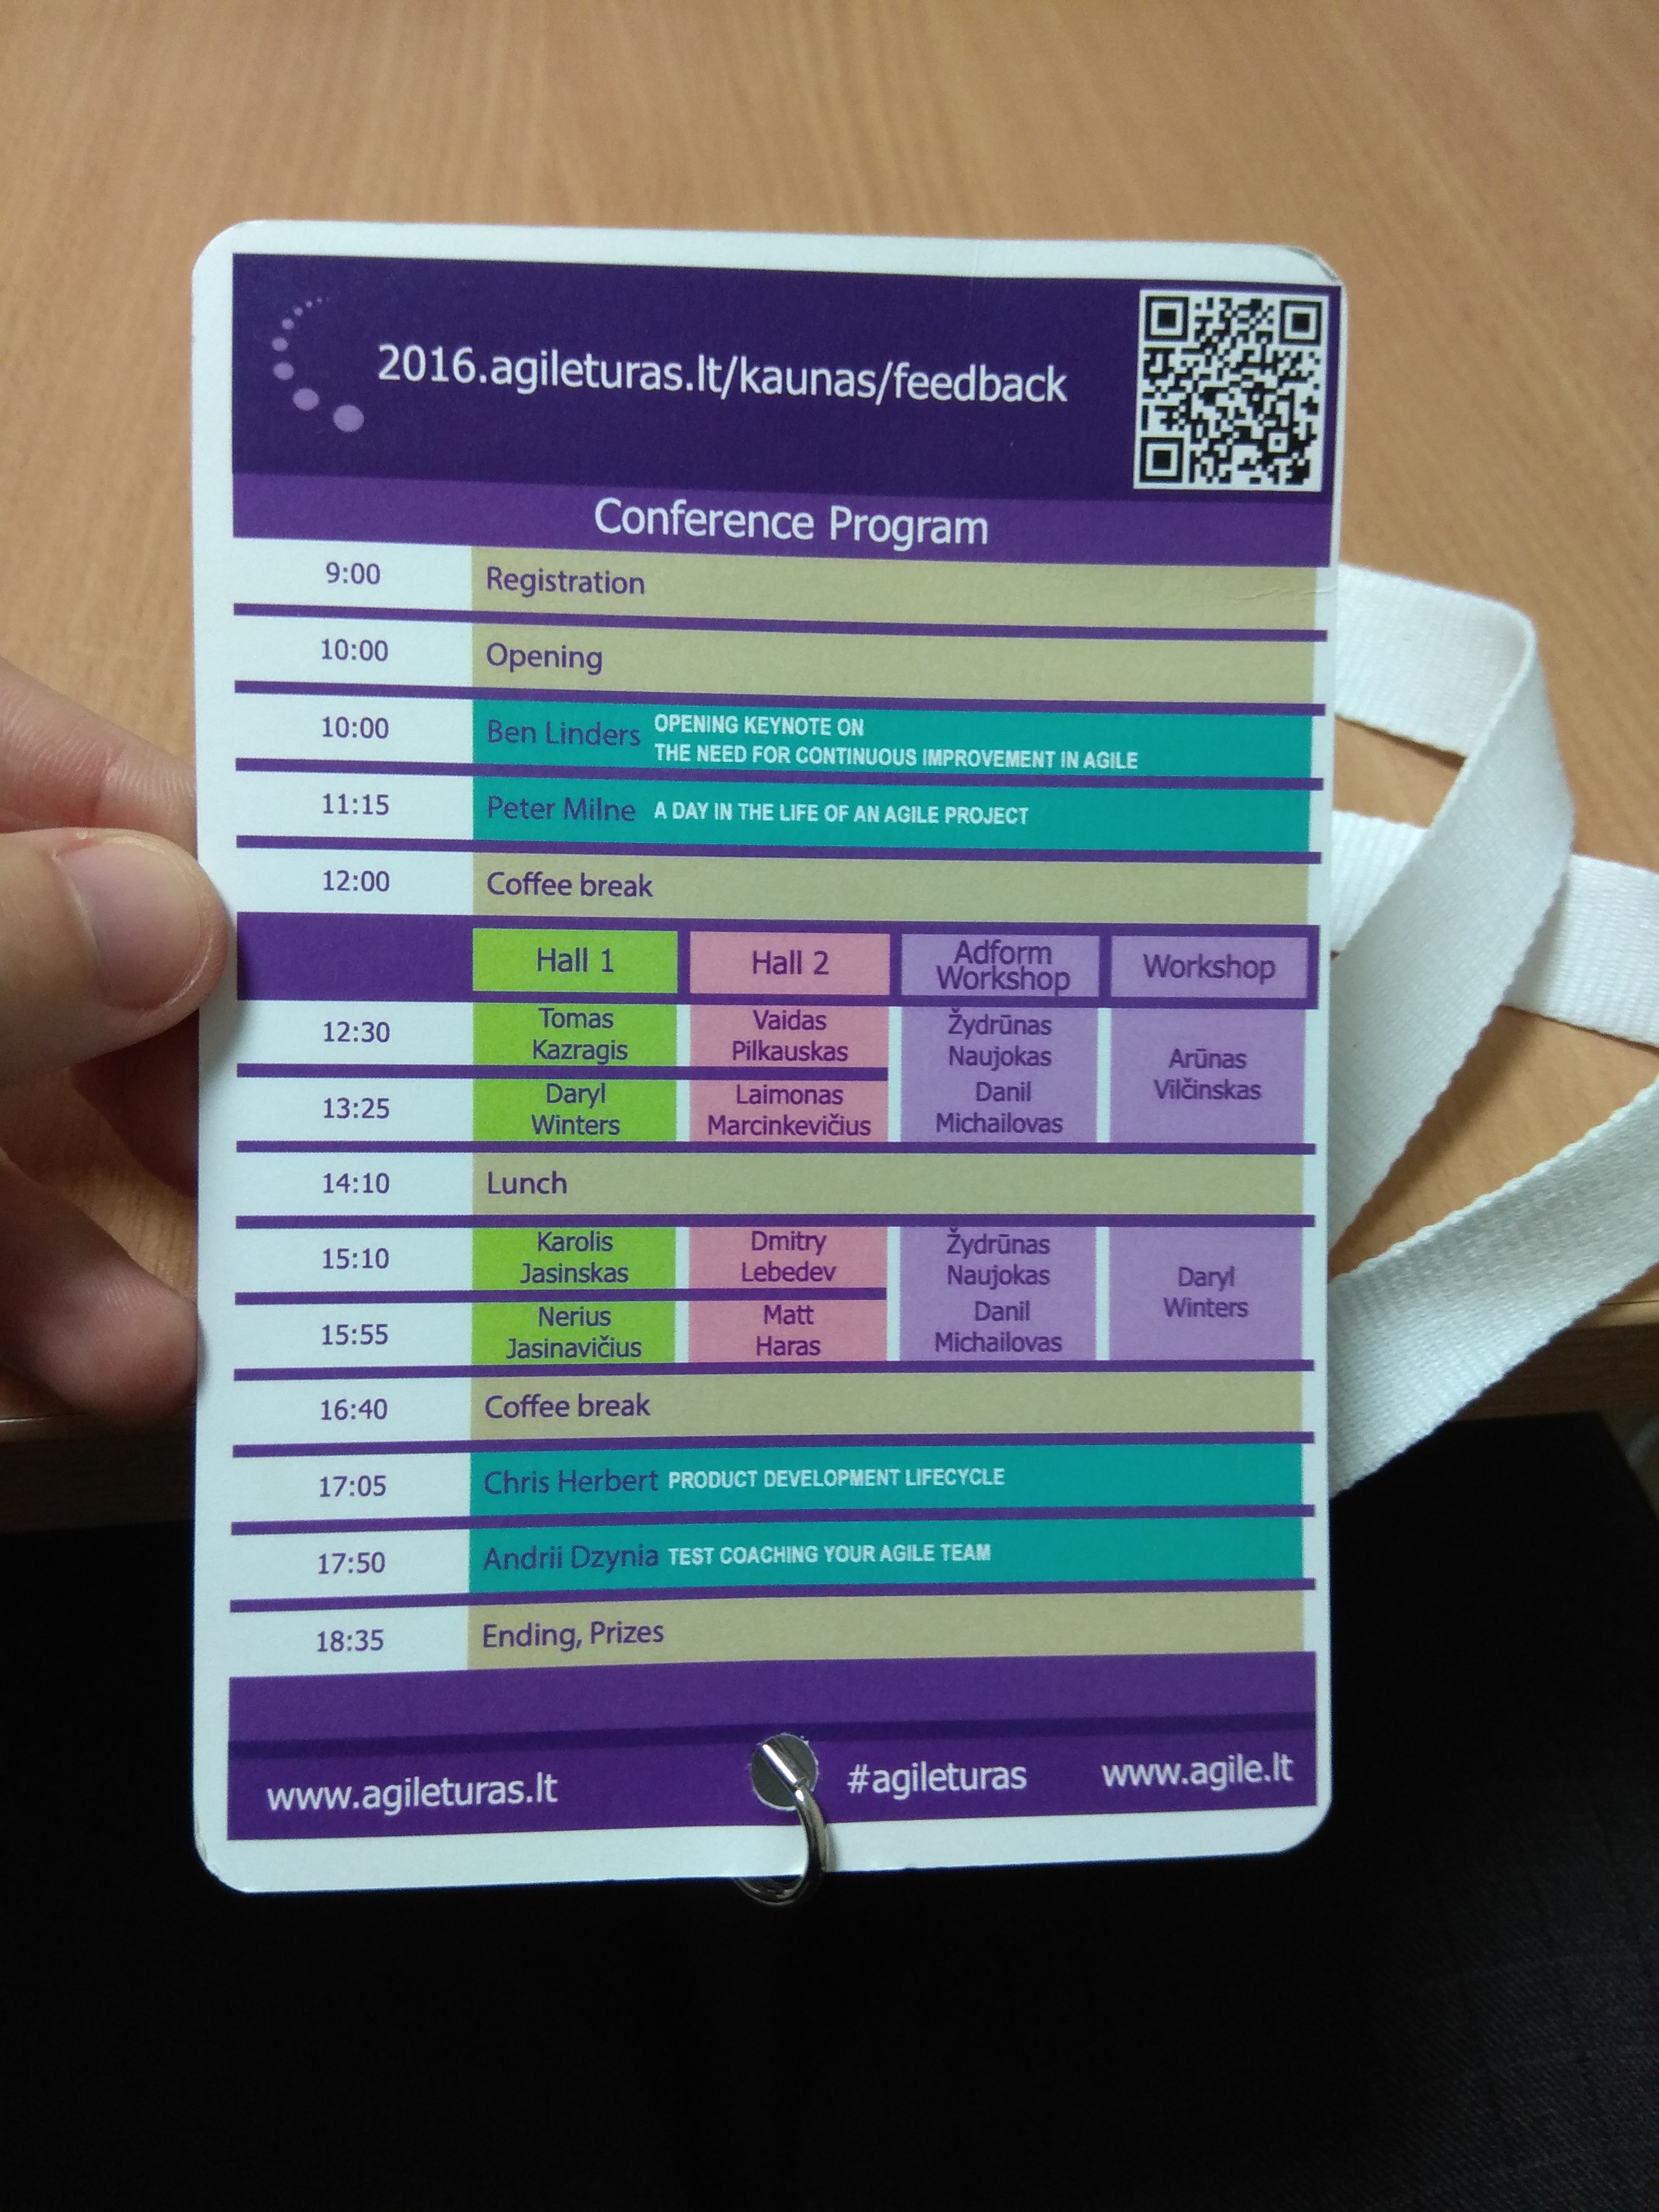 2016.agileturas.lt/kaunas/feedback
Conference Program
9:00 Registration
10:00 Opening
10:00 Ben Linders OPENING KEYNOTE ON
THE NEED FOR CONTINUOUS IMPROVEMENT IN AGILE
11:15 Peter Milne A DAY IN THE LIFE OF AN AGILE PROJECT
12:00 Coffee break
Hall 1 Hall 2 Adform Workshop Workshop
12:30 Tomas Kazragis Vaidas Pilkauskas Žydrūnas Naujokas Arūnas Vilčinskas
13:25 Daryl Winters Laimonas Marcinkevičius Danil Michailovas
14:10 Lunch
15:10 Karolis Jasinskas Dmitry Lebedev Žydrūnas Naujokas Daryl Winters
15:55 Nerius Jasinavičius Matt Haras Danil Michailovas
16:40 Coffee break
17:05 Chris Herbert PRODUCT DEVELOPMENT LIFECYCLE
17:50 Andrii Dzynia TEST COACHING YOUR AGILE TEAM
18:35 Ending, Prizes
www.agileturas.lt #agileturas www.agile.lt